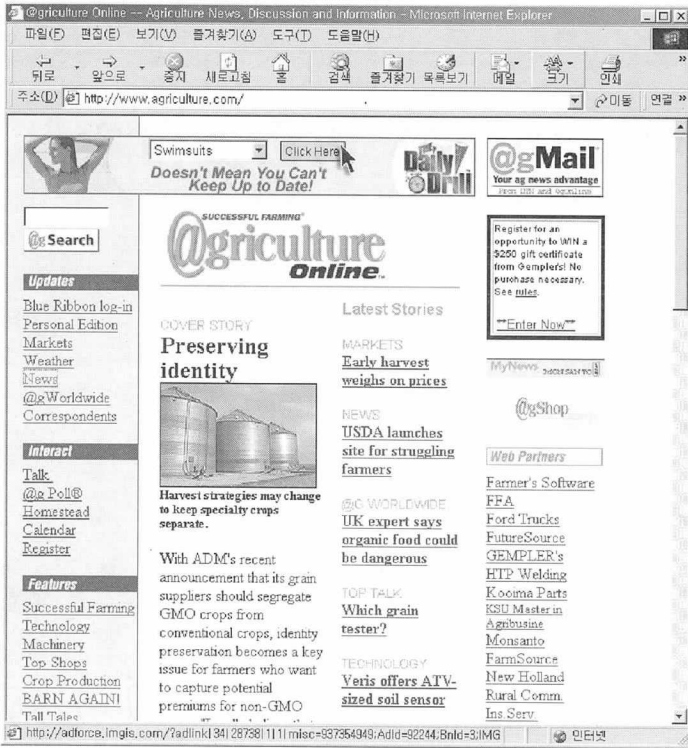 @griculture Online -- Agriculture News, Discussion and Information - Microsoft Internet Explorer
파일(F) 편집(E) 보기(V) 즐겨찾기(A) 도구(T) 도움말(H)
뒤로 앞으로 중지 새로고침 홈 검색 즐겨찾기 목록보기 메일 크기 인쇄
주소(D) http://www.agriculture.com/ 이동 연결
Swimsuits Click Here
Doesn't Mean You Can't
Keep Up to Date!
Daily
Drill
@gMail
Your ag news advantage
@g Search
SUCCESSFUL FARMING
@griculture
Online
Register for an
opportunity to WIN a
$250 gift certificate
from Gempler's! No
purchase necessary.
See rules.
**Enter Now**
MyNews
@gShop
Updates
Blue Ribbon log-in
Personal Edition
Markets
Weather
News
@gWorldwide
Correspondents
Interact
Talk
@g Poll®
Homestead
Calendar
Register
Features
Successful Farming
Technology
Machinery
Top Shops
Crop Production
BARN AGAIN!
Tall Tales
COVER STORY
Preserving
identity
Harvest strategies may change
to keep specialty crops
separate.
With ADM's recent
announcement that its grain
suppliers should segregate
GMO crops from
conventional crops, identity
preservation becomes a key
issue for farmers who want
to capture potential
premiums for non-GMO
Latest Stories
MARKETS
Early harvest
weighs on prices
NEWS
USDA launches
site for struggling
farmers
@G WORLDWIDE
UK expert says
organic food could
be dangerous
TOP TALK
Which grain
tester?
TECHNOLOGY
Veris offers ATV-
sized soil sensor
Web Partners
Farmer's Software
FFA
Ford Trucks
FutureSource
GEMPLER's
HTP Welding
Kooima Parts
KSU Master in
Agribusine
Monsanto
FarmSource
New Holland
Rural Comm.
Ins.Serv.
http://adforce.imgis.com/?adlink|34|28738|111|misc=937354949;AdId=92244;BnId=3;IMG 인터넷